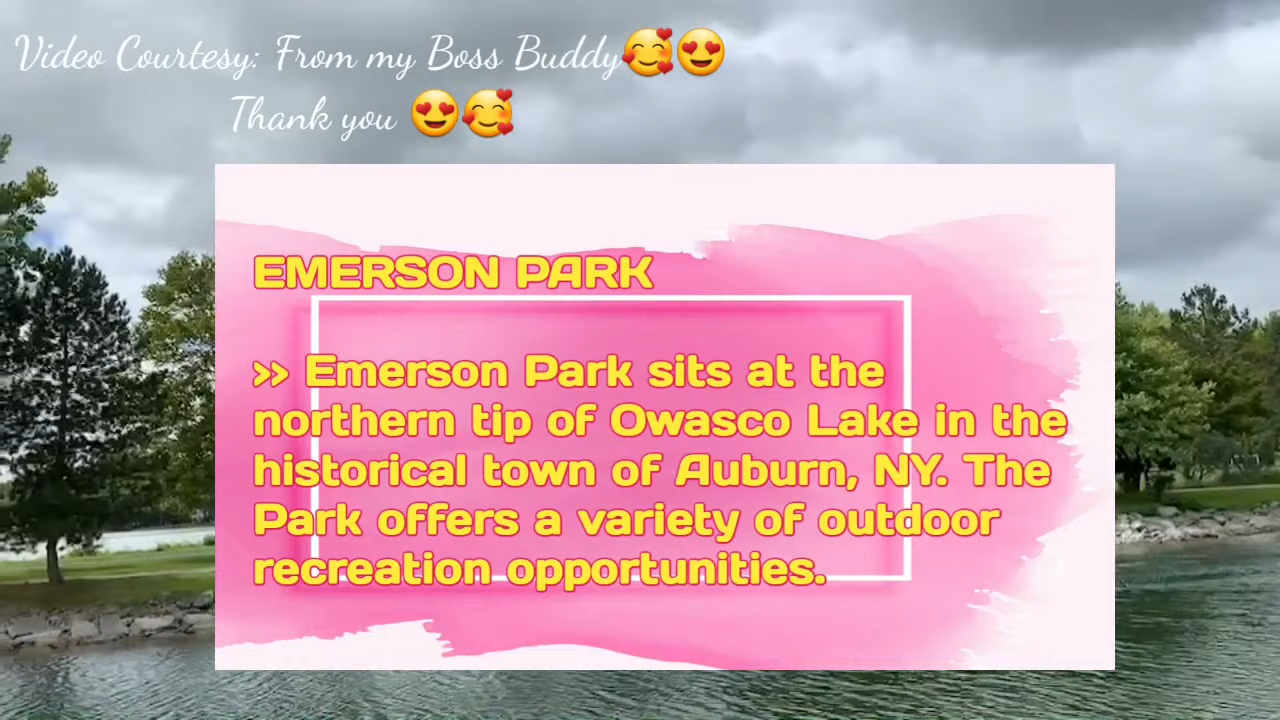 Video Courtesy: From my Boss Buddy🥰😍
Thank you 😍🥰
EMERSON PARK
>> Emerson Park sits at the
northern tip of Owasco Lake in the
historical town of Auburn, NY. The
Park offers a variety of outdoor
recreation opportunities.